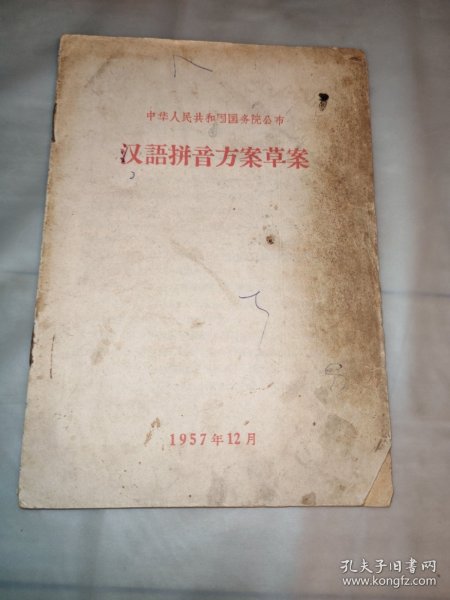 中华人民共和国国务院公布
汉語拼音方案草案
1957年12月
孔夫子旧书网
www.kongfz.com